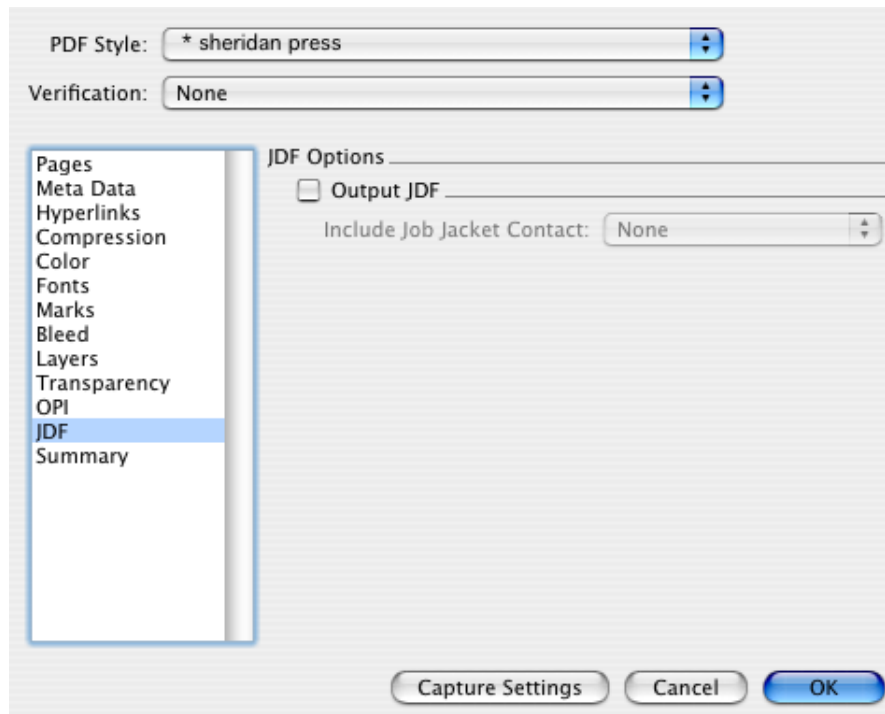 PDF Style: * sheridan press
Verification: None
JDF Options
Output JDF
Include Job Jacket Contact: None
Pages
Meta Data
Hyperlinks
Compression
Color
Fonts
Marks
Bleed
Layers
Transparency
OPI
JDF
Summary
Capture Settings Cancel OK